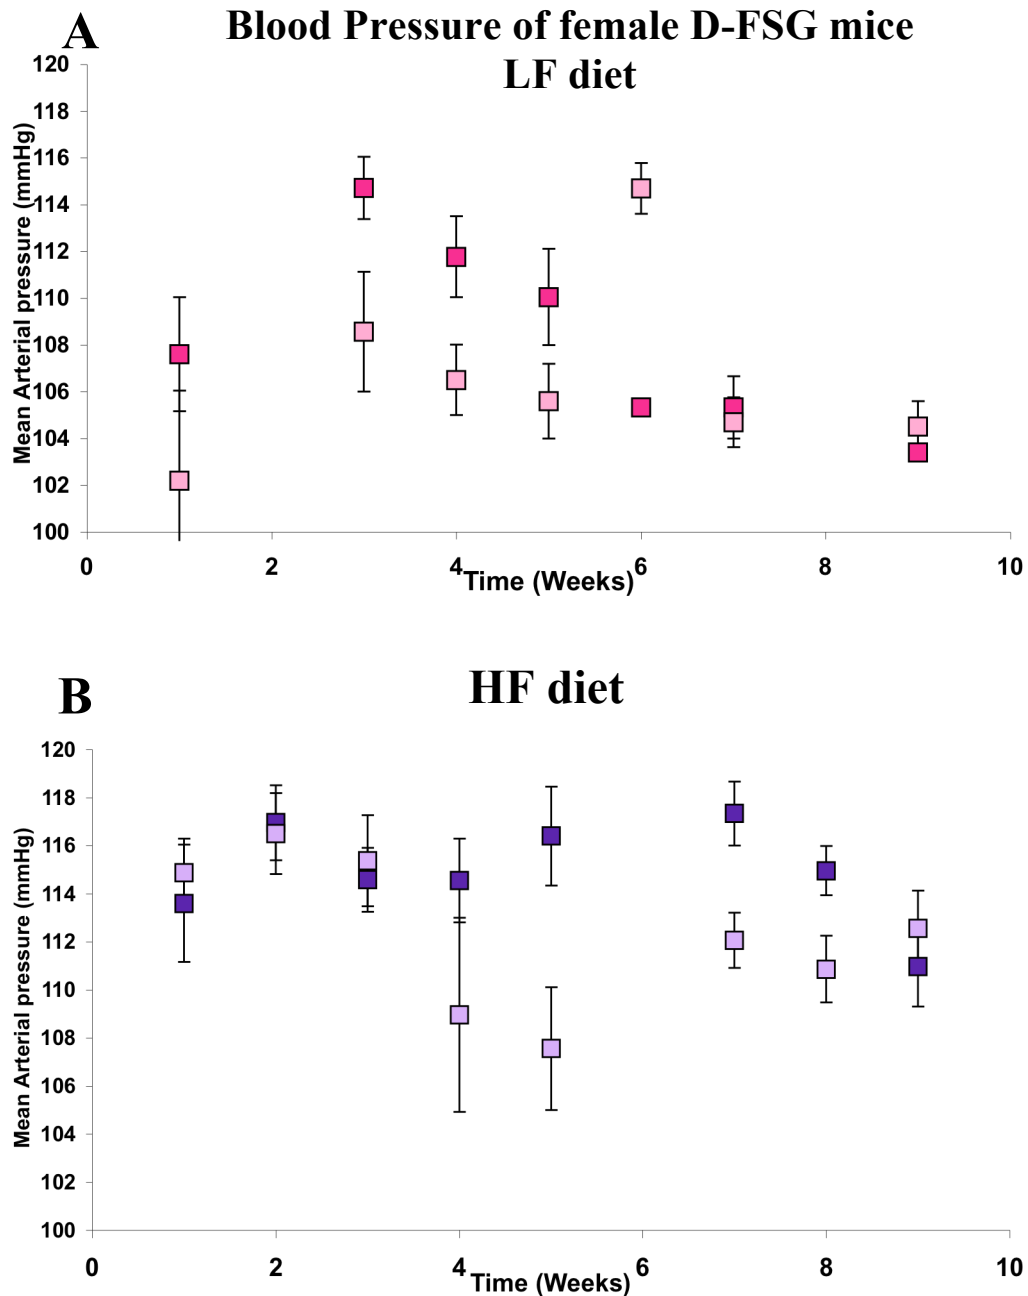 A
Blood Pressure of female D-FSG mice
LF diet
Mean Arterial pressure (mmHg)
120
118
116
114
112
110
108
106
104
102
100
0 2 4 6 8 10
Time (Weeks)
B
HF diet
Mean Arterial pressure (mmHg)
120
118
116
114
112
110
108
106
104
102
100
0 2 4 6 8 10
Time (Weeks)